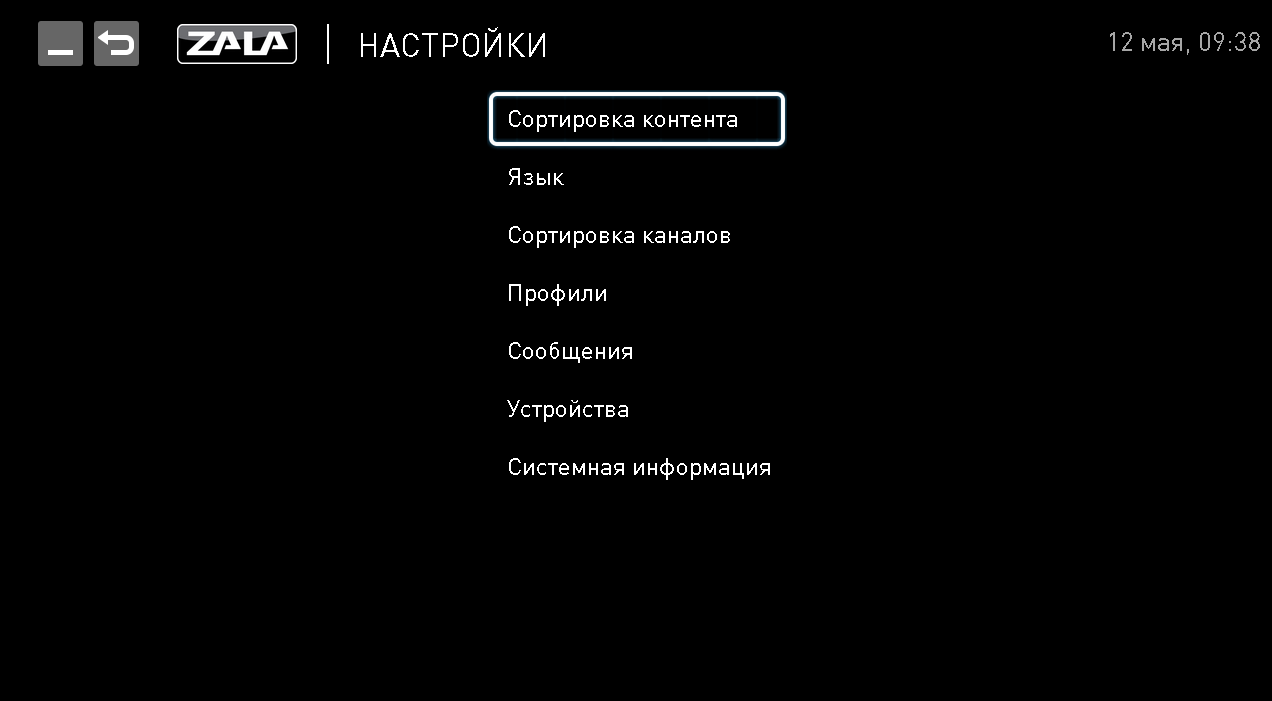 ZALA
НАСТРОЙКИ
12 мая, 09:38
Сортировка контента
Язык
Сортировка каналов
Профили
Сообщения
Устройства
Системная информация